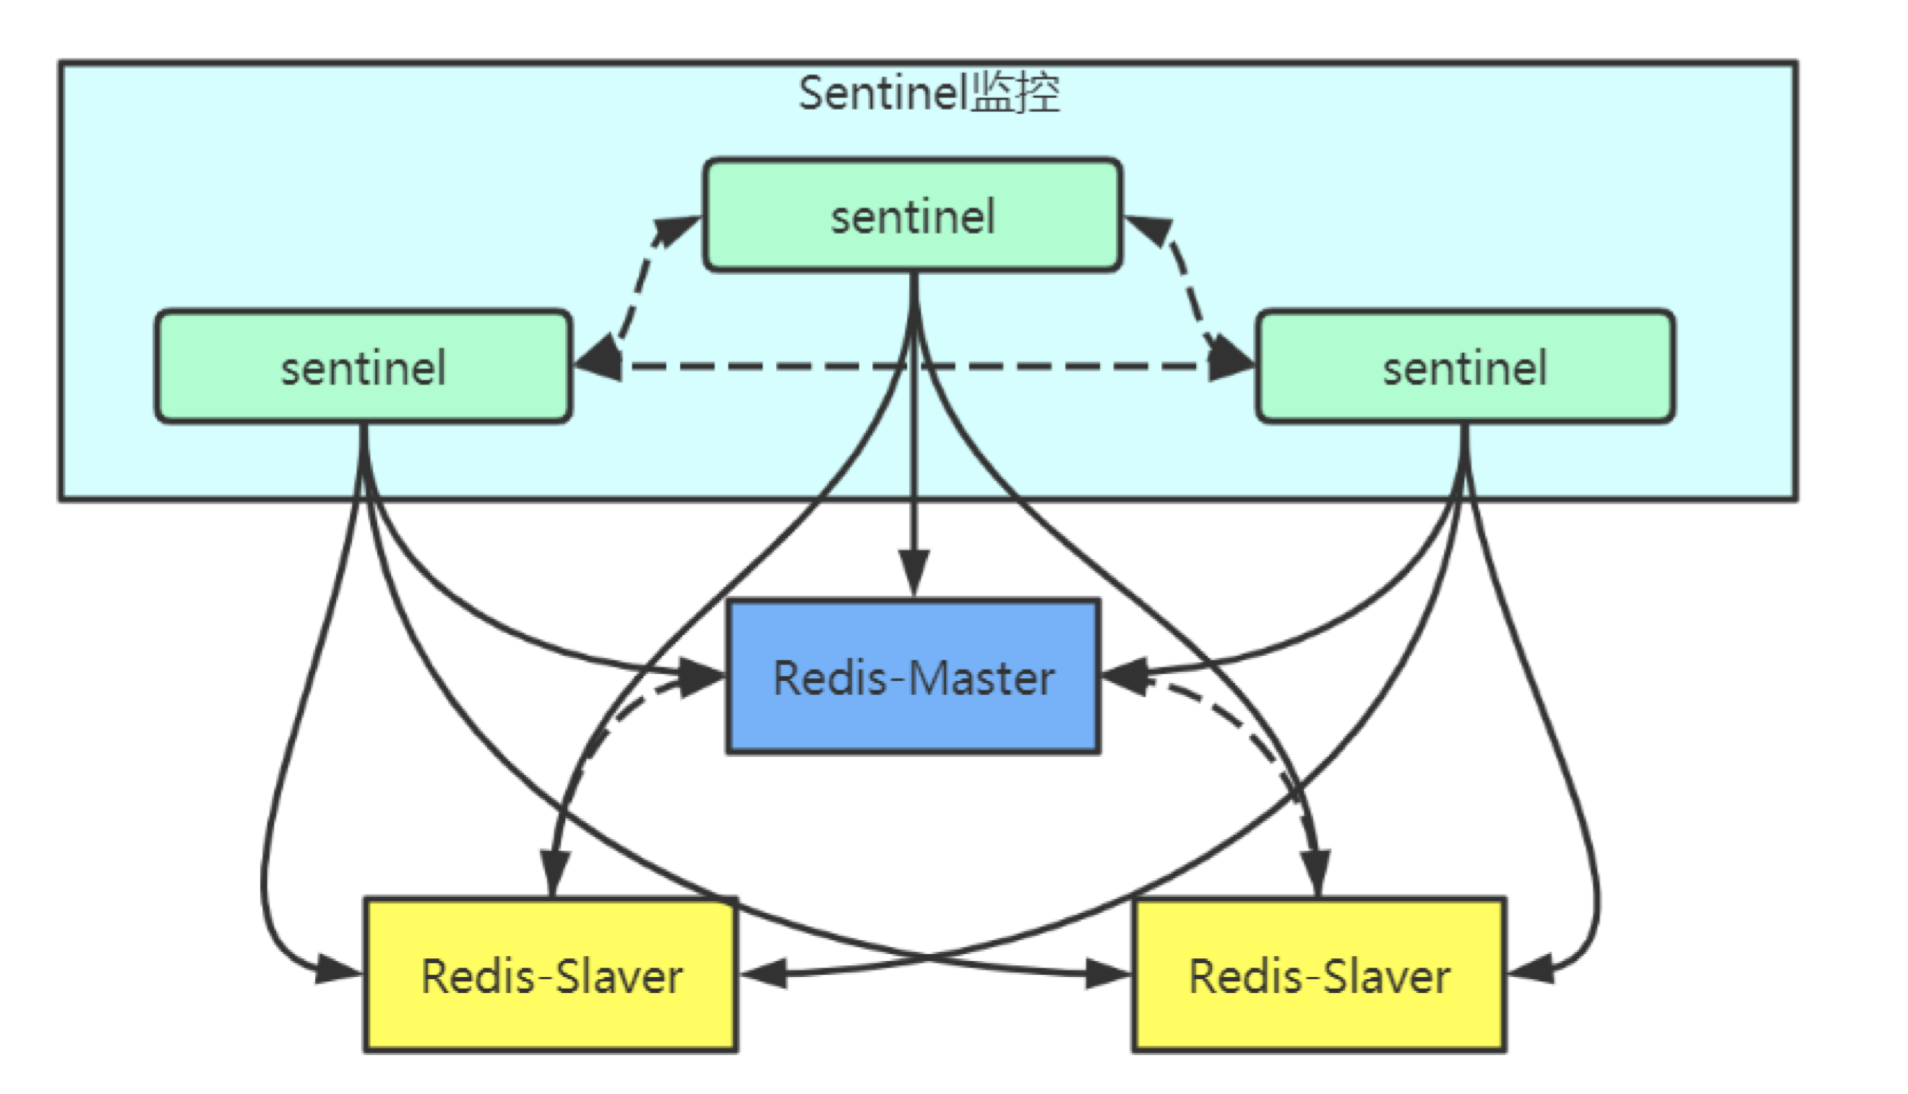 Sentinel监控
sentinel
sentinel
sentinel
Redis-Master
Redis-Slaver
Redis-Slaver